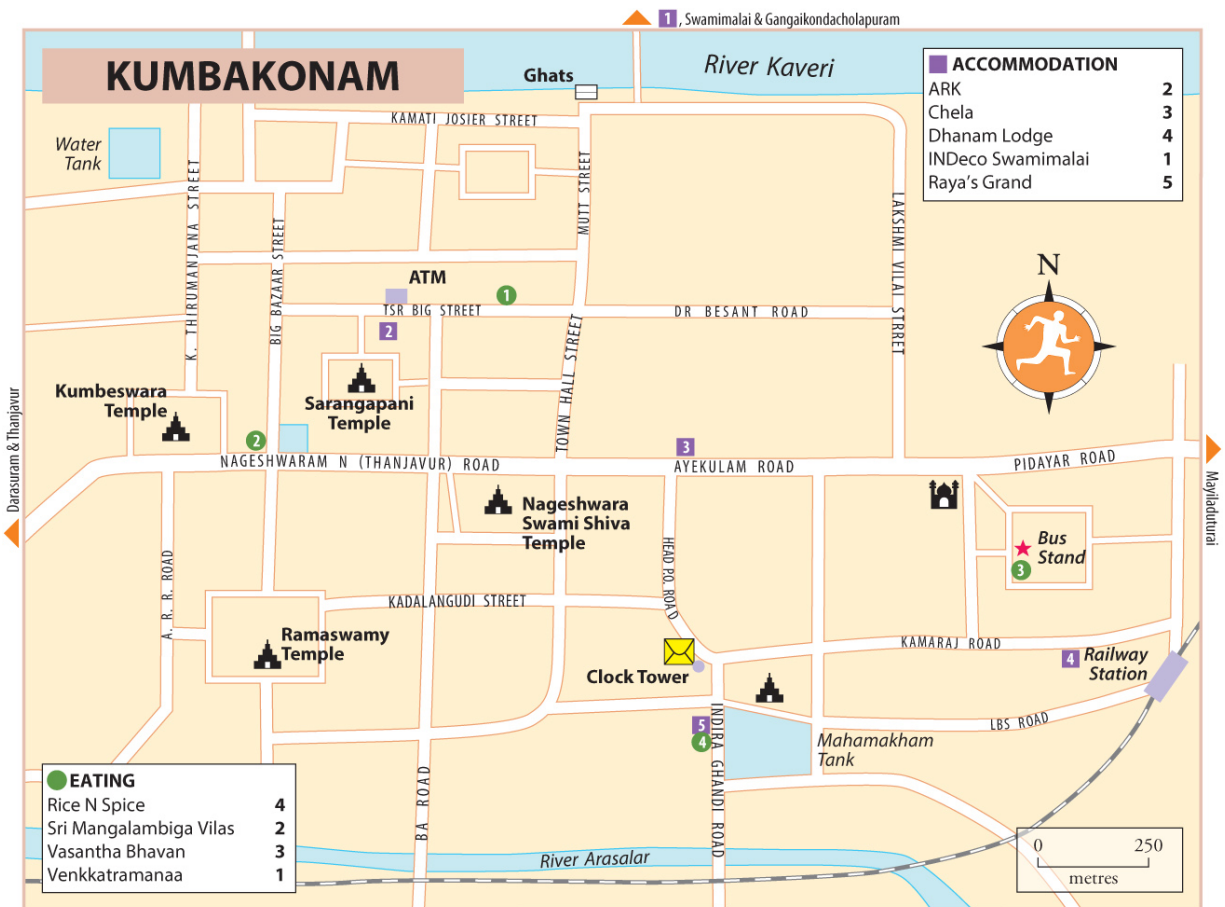 1 , Swamimalai & Gangaikondacholapuram
KUMBAKONAM
Ghats
River Kaveri
ACCOMMODATION
ARK 2
Chela 3
Dhanam Lodge 4
INDeco Swamimalai 1
Raya's Grand 5
KAMATI JOSIER STREET
Water
Tank
K. THIRUMANJANA STREET
BIG BAZAAR STREET
MUTT STREET
LAKSHMI VILAI STRRET
N
ATM
1
TSR BIG STREET
DR BESANT ROAD
2
TOWN HALL STREET
Kumbeswara
Temple
Sarangapani
Temple
Darasuram & Thanjavur
2
3
NAGESHWARAM N (THANJAVUR) ROAD
AYEKULAM ROAD
PIDAYAR ROAD
Mayiladuturai
Nageshwara
Swami Shiva
Temple
HEAD P.O. ROAD
Bus
Stand
3
A. R. R. ROAD
KADALANGUDI STREET
Ramaswamy
Temple
KAMARAJ ROAD
4
Railway
Station
Clock Tower
5
4
INDIRA GHANDI ROAD
LBS ROAD
Mahamakham
Tank
BA ROAD
EATING
Rice N Spice 4
Sri Mangalambiga Vilas 2
Vasantha Bhavan 3
Venkkatramanaa 1
River Arasalar
0 250
metres